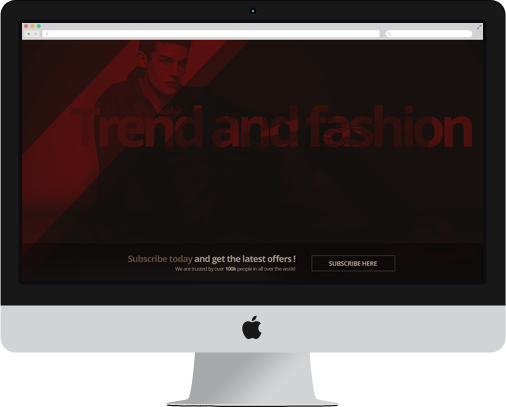 Trend and fashion
Subscribe today and get the latest offers !
We are trusted by over 100k people in all over the world
SUBSCRIBE HERE